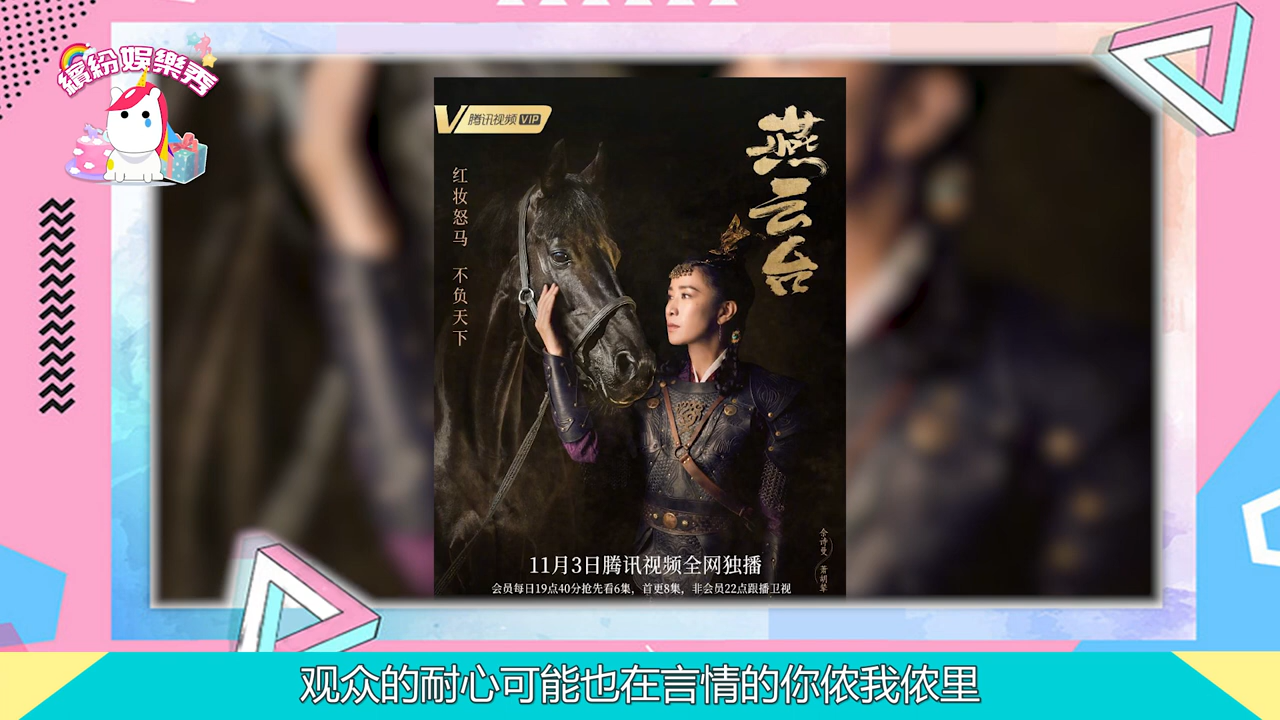 繽紛娛樂秀
腾讯视频 VIP
燕云台
红妆怒马 不负天下
佘诗曼 萧胡辇
11月3日腾讯视频全网独播
会员每日19点40分抢先看6集，首更8集，非会员22点跟播卫视
观众的耐心可能也在言情的你侬我侬里